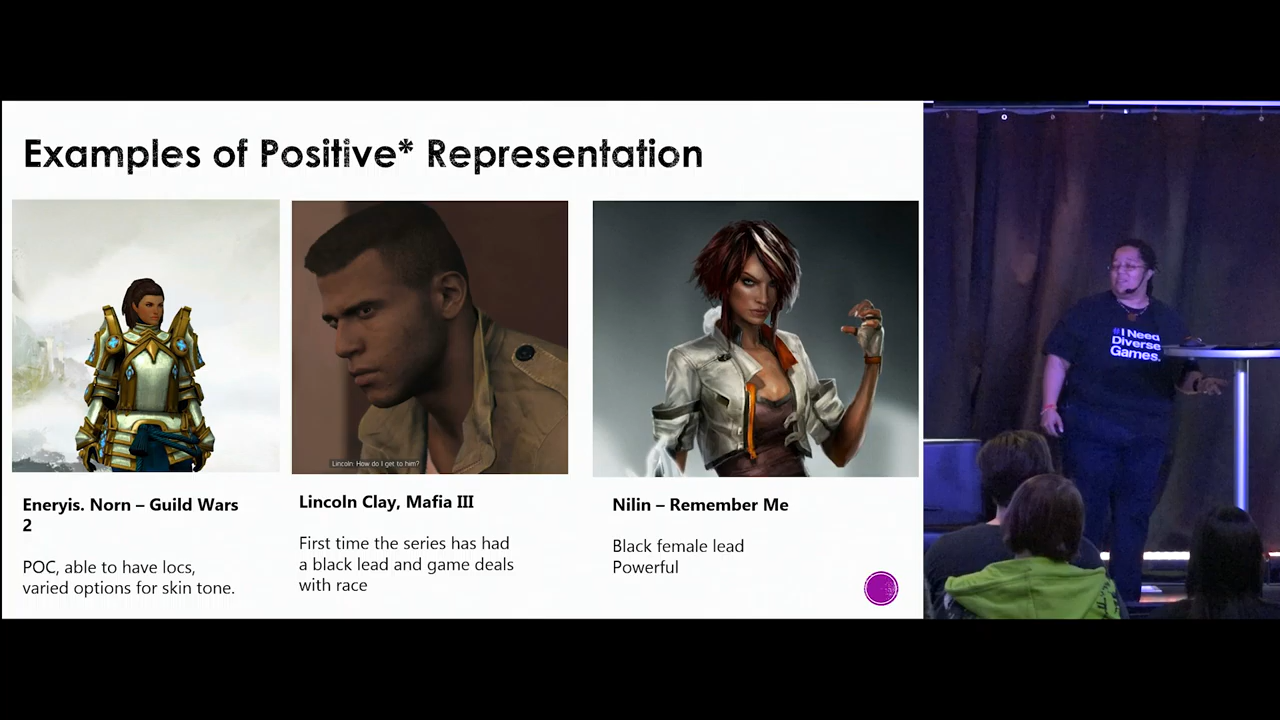 Examples of Positive* Representation
Lincoln: How do I get to him?
Eneryis. Norn – Guild Wars
2
POC, able to have locs,
varied options for skin tone.
Lincoln Clay, Mafia III
First time the series has had
a black lead and game deals
with race
Nilin – Remember Me
Black female lead
Powerful
#I Need
Diverse
Games.